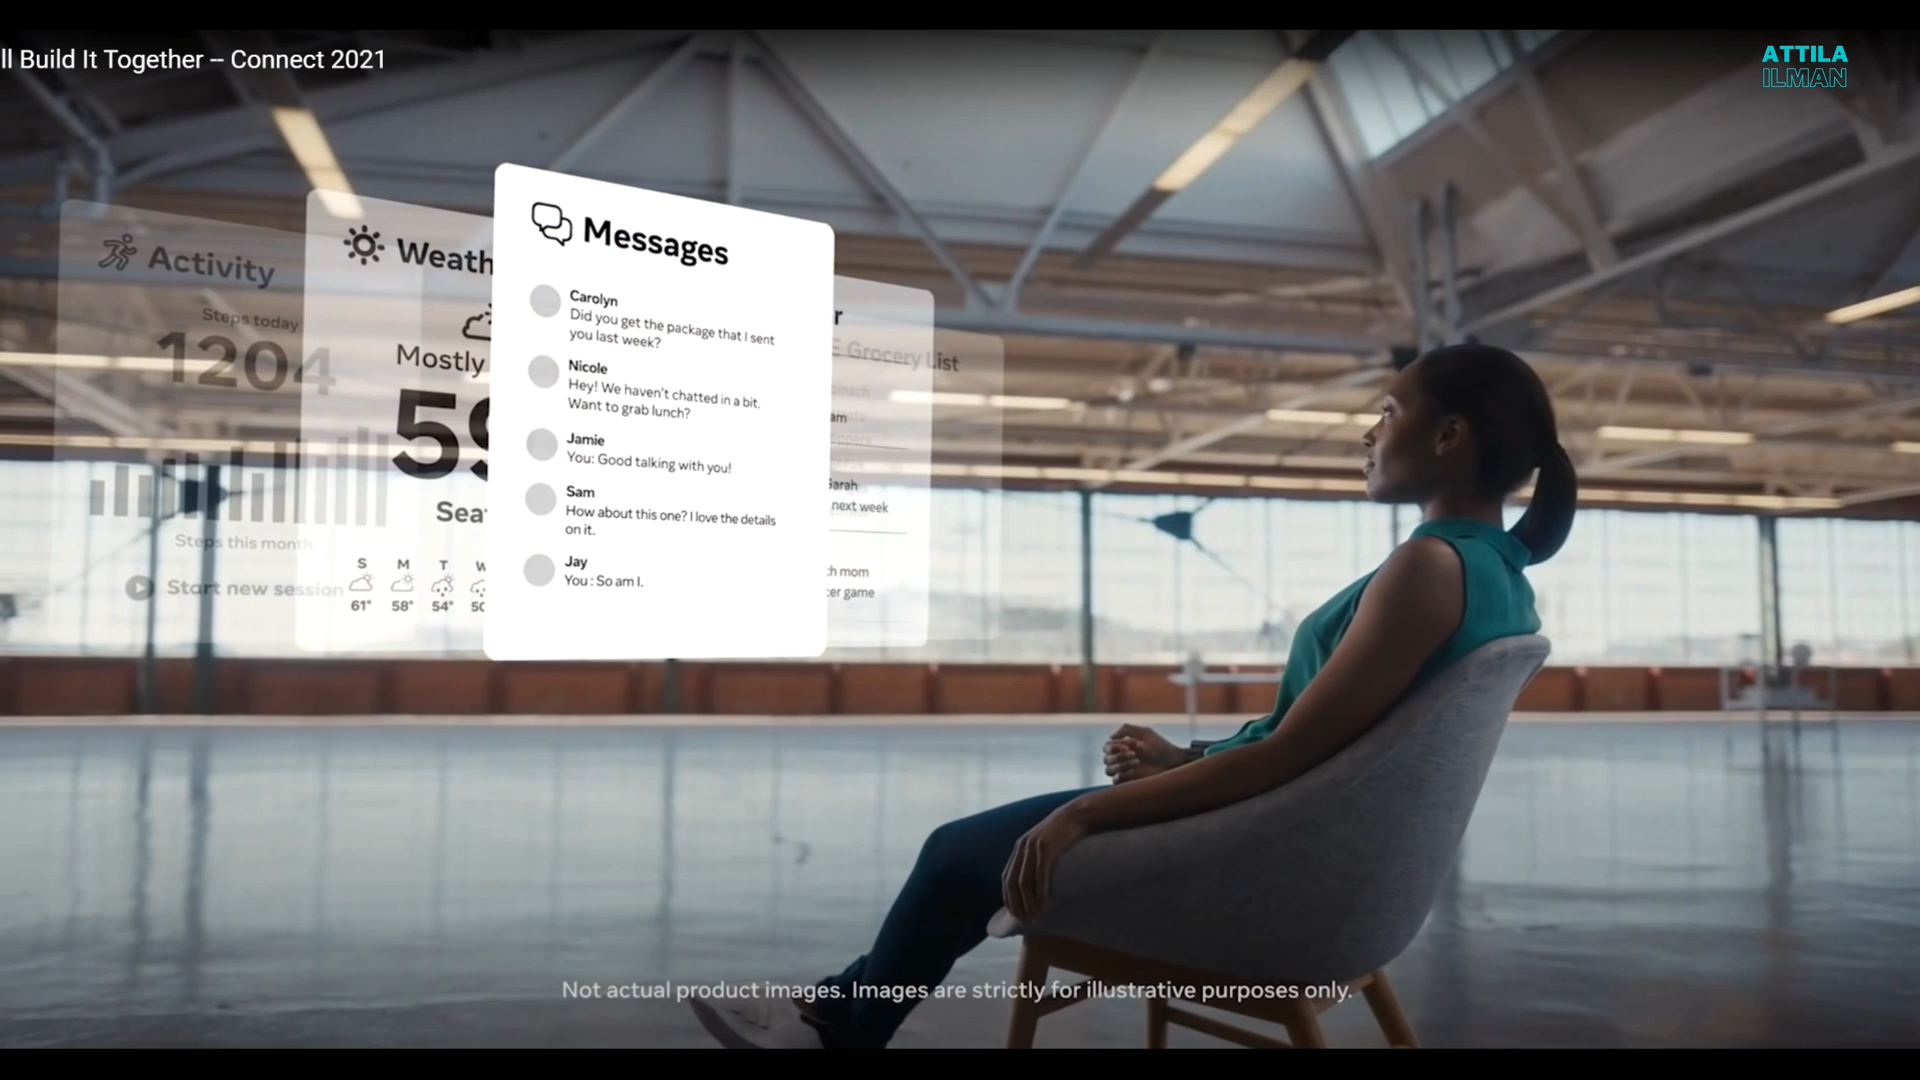 ll Build It Together -- Connect 2021
ATTILA
ILMAN
Activity
Steps today
1204
Steps this month
Start new session
Weath
Mostly
59
Sea
S M T W
61° 58° 54° 50
Messages
Carolyn
Did you get the package that I sent
you last week?
Nicole
Hey! We haven't chatted in a bit.
Want to grab lunch?
Jamie
You: Good talking with you!
Sam
How about this one? I love the details
on it.
Jay
You : So am I.
r
am
Sarah
next week
h mom
cer game
Grocery List
Not actual product images. Images are strictly for illustrative purposes only.